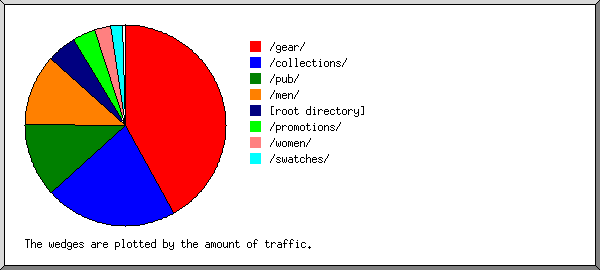 /gear/
/collections/
/pub/
/men/
[root directory]
/promotions/
/women/
/swatches/
The wedges are plotted by the amount of traffic.